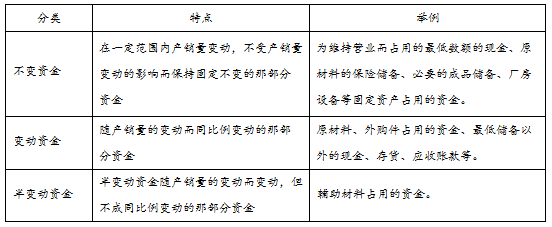 分类 特点 举例
不变资金
在一定范围内产销量变动，不受产销量
变动的影响而保持固定不变的那部分
资金
为维持营业而占用的最低数额的现金、原
材料的保险储备、必要的成品储备、厂房
设备等固定资产占用的资金。
变动资金
随产销量的变动而同比例变动的那部
分资金
原材料、外购件占用的资金、最低储备以
外的现金、存货、应收账款等。
半变动资金
半变动资金随产销量的变动而变动，但
不成同比例变动的那部分资金
辅助材料占用的资金。